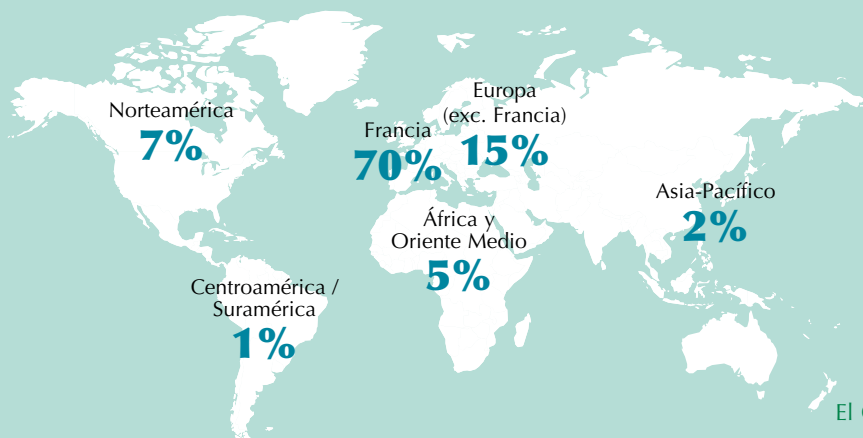 Norteamérica
7%
Francia
70%
Europa
(exc. Francia)
15%
Asia-Pacífico
2%
África y
Oriente Medio
5%
Centroamérica /
Suramérica
1%
El